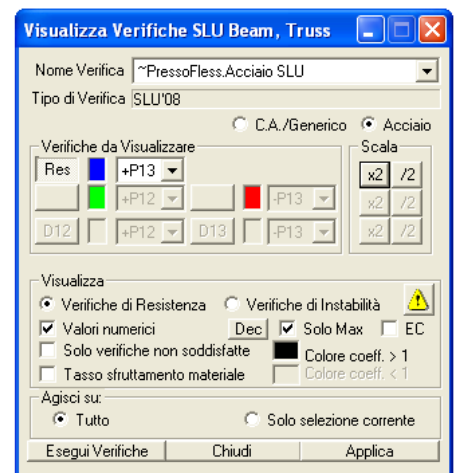 Visualizza Verifiche SLU Beam, Truss
Nome Verifica ~PressoFless.Acciaio SLU
Tipo di Verifica SLU'08
C.A./Generico Acciaio
Verifiche da Visualizzare Scala
Res +P13 x2 /2
+P12 -P13 x2 /2
D12 +P12 D13 +P13 x2 /2
Visualizza
Verifiche di Resistenza Verifiche di Instabilità
Valori numerici Dec Solo Max EC
Solo verifiche non soddisfatte Colore coeff. > 1
Tasso sfruttamento materiale Colore coeff. < 1
Agisci su:
Tutto Solo selezione corrente
Esegui Verifiche Chiudi Applica